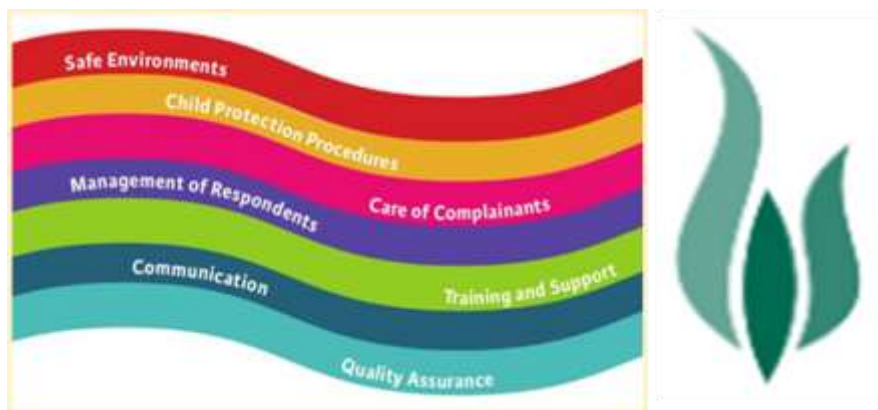 Safe Environments
Child Protection Procedures
Care of Complainants
Management of Respondents
Training and Support
Communication
Quality Assurance